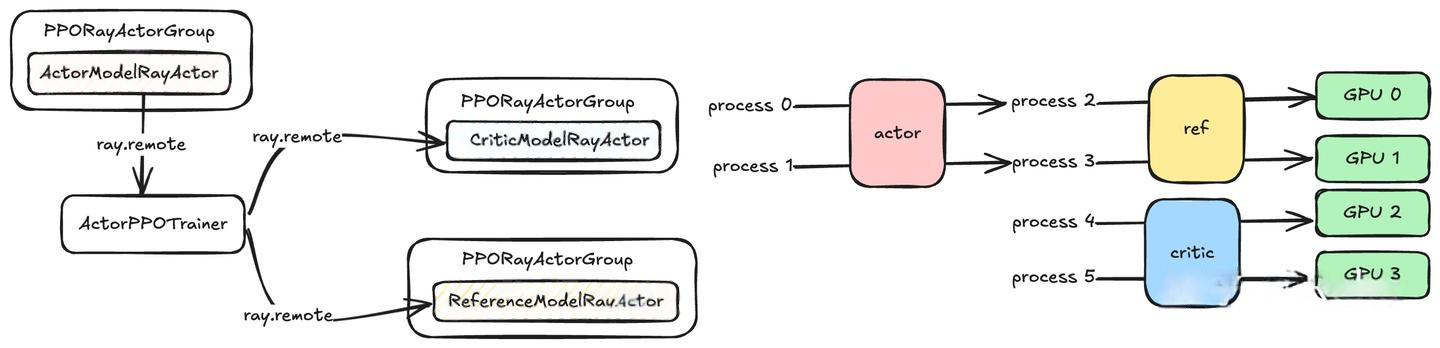 PPORayActorGroup
ActorModelRayActor
ray.remote
ActorPPOTrainer
ray.remote
PPORayActorGroup
CriticModelRayActor
ray.remote
PPORayActorGroup
ReferenceModelRayActor
process 0
process 1
actor
process 2
process 3
ref
process 4
process 5
critic
GPU 0
GPU 1
GPU 2
GPU 3